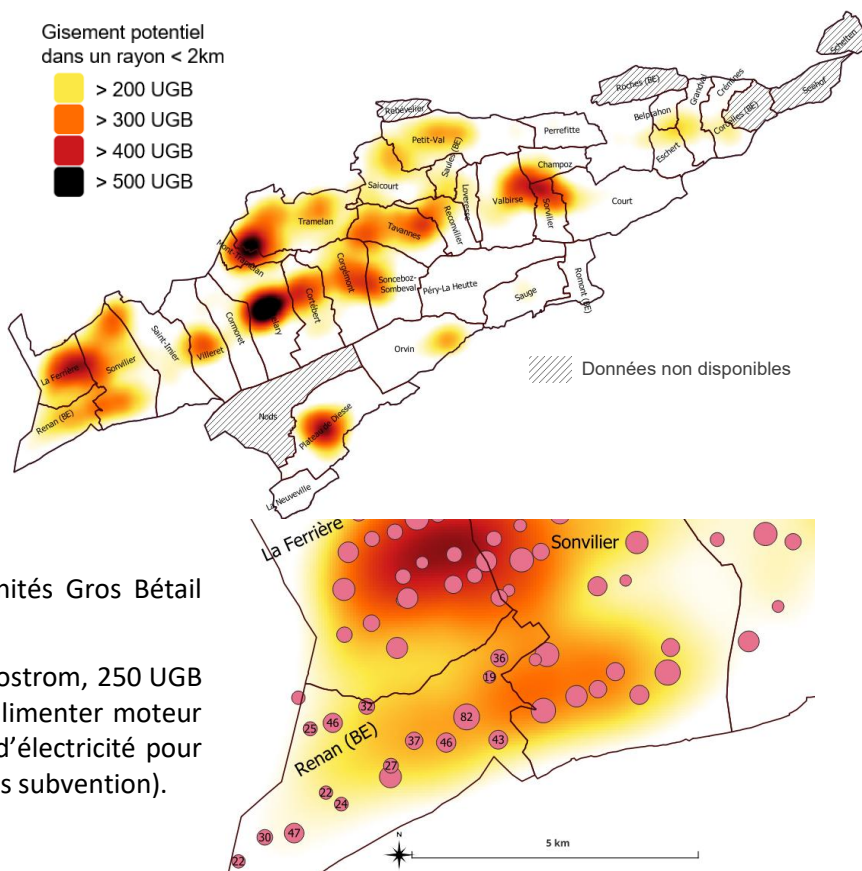 Gisement potentiel
dans un rayon < 2km
> 200 UGB
> 300 UGB
> 400 UGB
> 500 UGB
Schelten
Seehof
Roches (BE)
Grandval
Crémines
Corcelles (BE)
Belprahon
Eschert
Rebévelier
Petit-Val
Perrefitte
Saules (BE)
Champoz
Saicourt
Loveresse
Valbirse
Sorvilier
Court
Tramelan
Mont-Tramelan
Tavannes
Reconvilier
Corgémont
Sonceboz-
Sombeval
Péry-La Heutte
Romont (BE)
Sauge
Cortébert
Cormoret
Saint-Imier
Villeret
Orvin
La Ferrière
Sonvilier
Renan (BE)
Données non disponibles
Nods
Plateau de Diesse
La Neuveville
La Ferrière
Sonvilier
nités Gros Bétail
ostrom, 250 UGB
limenter moteur
d’électricité pour
s subvention).
36
19
32
25
46
82
Renan (BE)
37
46
43
27
22
24
30
47
22
N
5 km